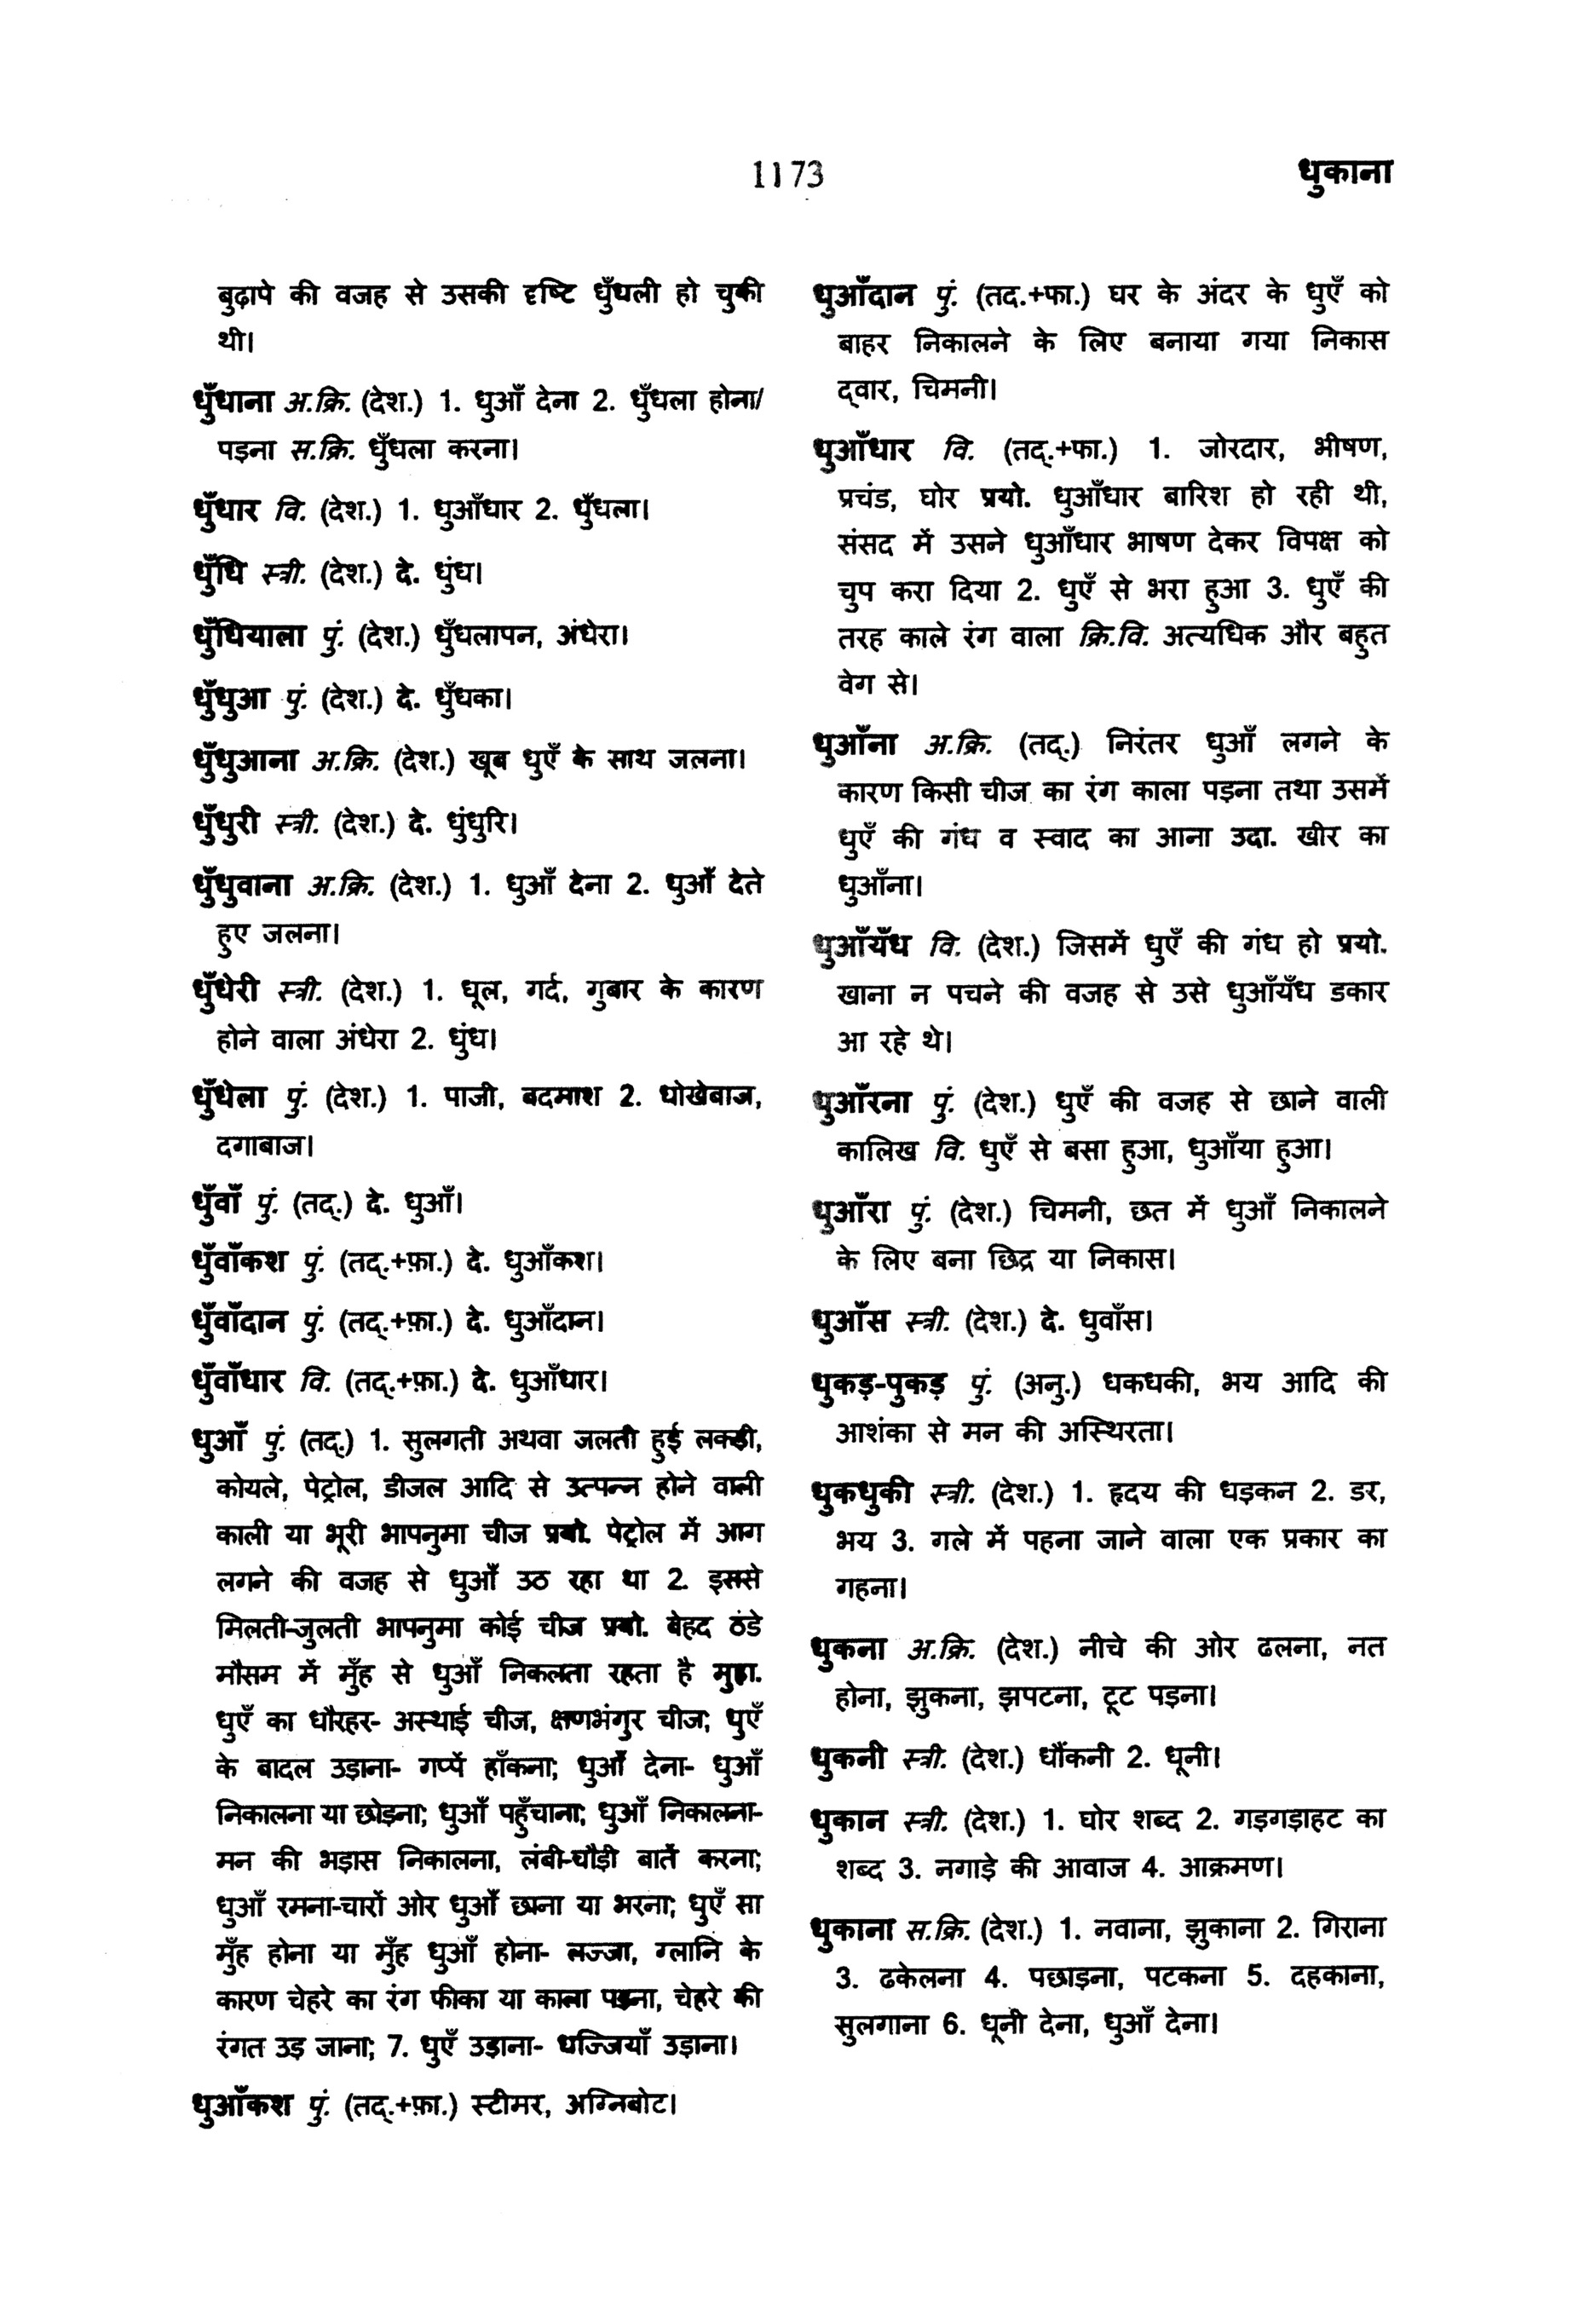 1173
धुकाना
बुढ़ापे की वजह से उसकी दृष्टि धुँधली हो चुकी
थी।
धुँधाना अ.क्रि. (देश.) 1. धुआँ देना 2. धुँधला होना/
पड़ना स.क्रि. धुँधला करना।
धुँधार वि. (देश.) 1. धुआँधार 2. धुँधला।
धुँधि स्त्री. (देश.) दे. धुंध।
धुँधियाला पुं. (देश.) धुँधलापन, अंधेरा।
धुँधुआ पुं. (देश.) दे. धुँधका।
धुँधुआना अ.क्रि. (देश.) खूब धुएँ के साथ जलना।
धुँधुरी स्त्री. (देश.) दे. धुंधुरि।
धुँधुवाना अ.क्रि. (देश.) 1. धुआँ देना 2. धुआँ देते
हुए जलना।
धुँधेरी स्त्री. (देश.) 1. धूल, गर्द, गुबार के कारण
होने वाला अंधेरा 2. धुंध।
धुँधेला पुं. (देश.) 1. पाजी, बदमाश 2. धोखेबाज,
दगाबाज।
धुँवाँ पुं. (तद्.) दे. धुआँ।
धुँवाँकश पुं. (तद्.+फ़ा.) दे. धुआँकश।
धुँवाँदान पुं. (तद्.+फ़ा.) दे. धुआँदान।
धुँवाँधार वि. (तद्.+फ़ा.) दे. धुआँधार।
धुआँ पुं. (तद्.) 1. सुलगती अथवा जलती हुई लकड़ी,
कोयले, पेट्रोल, डीजल आदि से उत्पन्न होने वाली
काली या भूरी भापनुमा चीज प्रयो. पेट्रोल में आग
लगने की वजह से धुआँ उठ रहा था 2. इससे
मिलती-जुलती भापनुमा कोई चीज प्रयो. बेहद ठंडे
मौसम में मुँह से धुआँ निकलता रहता है मुहा.
धुएँ का धौरहर- अस्थाई चीज, क्षणभंगुर चीज; धुएँ
के बादल उड़ाना- गप्पें हाँकना; धुआँ देना- धुआँ
निकालना या छोड़ना; धुआँ पहुँचाना; धुआँ निकालना-
मन की भड़ास निकालना, लंबी-चौड़ी बातें करना;
धुआँ रमना-चारों ओर धुआँ छाना या भरना; धुएँ सा
मुँह होना या मुँह धुआँ होना- लज्जा, ग्लानि के
कारण चेहरे का रंग फीका या काला पड़ना, चेहरे की
रंगत उड़ जाना; 7. धुएँ उड़ाना- धज्जियाँ उड़ाना।
धुआँकश पुं. (तद्.+फ़ा.) स्टीमर, अग्निबोट।
धुआँदान पुं. (तद.+फा.) घर के अंदर के धुएँ को
बाहर निकालने के लिए बनाया गया निकास
द्‌वार, चिमनी।
धुआँधार वि. (तद्.+फा.) 1. जोरदार, भीषण,
प्रचंड, घोर प्रयो. धुआँधार बारिश हो रही थी,
संसद में उसने धुआँधार भाषण देकर विपक्ष को
चुप करा दिया 2. धुएँ से भरा हुआ 3. धुएँ की
तरह काले रंग वाला क्रि.वि. अत्यधिक और बहुत
वेग से।
धुआँना अ.क्रि. (तद्.) निरंतर धुआँ लगने के
कारण किसी चीज का रंग काला पड़ना तथा उसमें
धुएँ की गंध व स्वाद का आना उदा. खीर का
धुआँना।
धुआँयँध वि. (देश.) जिसमें धुएँ की गंध हो प्रयो.
खाना न पचने की वजह से उसे धुआँयँध डकार
आ रहे थे।
धुआँरना पुं. (देश.) धुएँ की वजह से छाने वाली
कालिख वि. धुएँ से बसा हुआ, धुआँया हुआ।
धुआँरा पुं. (देश.) चिमनी, छत में धुआँ निकालने
के लिए बना छिद्र या निकास।
धुआँस स्त्री. (देश.) दे. धुवाँस।
धुकड़-पुकड़ पुं. (अनु.) धकधकी, भय आदि की
आशंका से मन की अस्थिरता।
धुकधुकी स्त्री. (देश.) 1. हृदय की धड़कन 2. डर,
भय 3. गले में पहना जाने वाला एक प्रकार का
गहना।
धुकना अ.क्रि. (देश.) नीचे की ओर ढलना, नत
होना, झुकना, झपटना, टूट पड़ना।
धुकनी स्त्री. (देश.) धौंकनी 2. धूनी।
धुकान स्त्री. (देश.) 1. घोर शब्द 2. गड़गड़ाहट का
शब्द 3. नगाड़े की आवाज 4. आक्रमण।
धुकाना स.क्रि. (देश.) 1. नवाना, झुकाना 2. गिराना
3. ढकेलना 4. पछाड़ना, पटकना 5. दहकाना,
सुलगाना 6. धूनी देना, धुआँ देना।